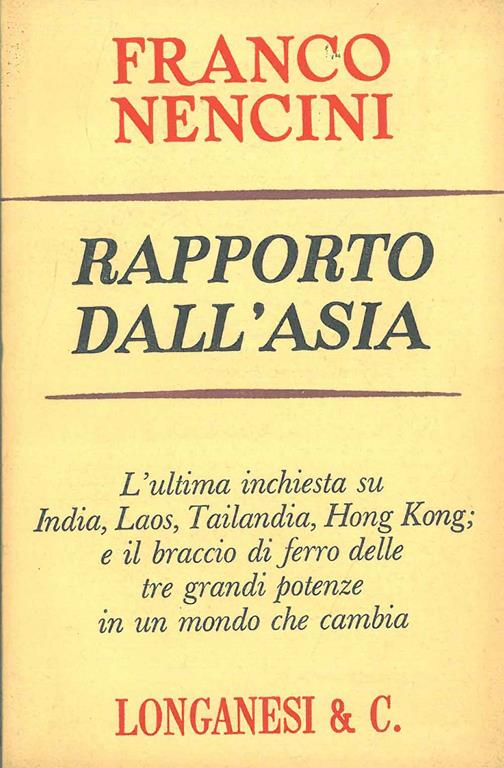 FRANCO
NENCINI
RAPPORTO
DALL'ASIA
L'ultima inchiesta su
India, Laos, Tailandia, Hong Kong;
e il braccio di ferro delle
tre grandi potenze
in un mondo che cambia
LONGANESI & C.